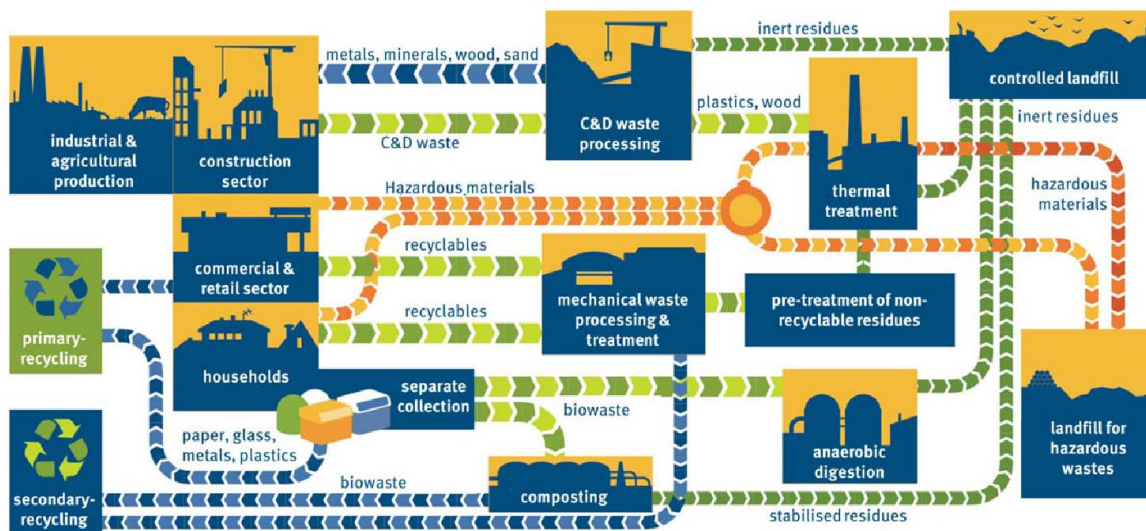 metals, minerals, wood, sand
inert residues
controlled landfill
industrial &
agricultural
production
construction
sector
C&D waste
C&D waste
processing
plastics, wood
thermal
treatment
inert residues
hazardous
materials
Hazardous materials
commercial &
retail sector
recyclables
recyclables
mechanical waste
processing &
treatment
pre-treatment of non-
recyclable residues
primary-
recycling
households
separate
collection
biowaste
anaerobic
digestion
landfill for
hazardous
wastes
paper, glass,
metals, plastics
biowaste
composting
stabilised residues
secondary-
recycling